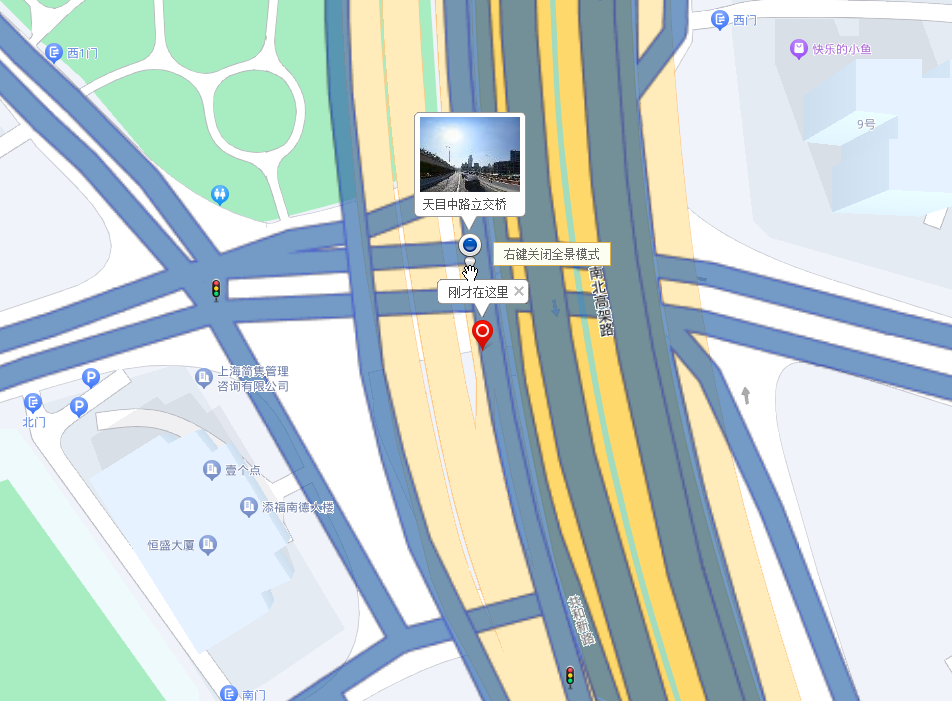 西门
西1门
快乐的小鱼
9号
天目中路立交桥
右键关闭全景模式
刚才在这里
南北高架路
上海简隽管理
咨询有限公司
北门
壹个点
添福南德大楼
恒盛大厦
共和新路
南门
P
P